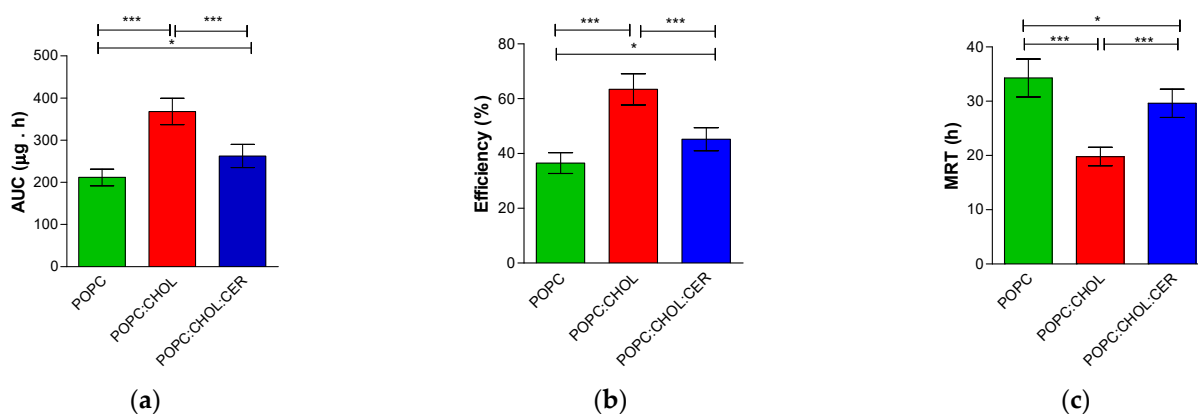 *** ***
*
500
400
300
200
100
0
AUC (µg . h)
POPC
POPC:CHOL
POPC:CHOL:CER
(a)
*** ***
*
80
60
40
20
0
Efficiency (%)
POPC
POPC:CHOL
POPC:CHOL:CER
(b)
*
*** ***
40
30
20
10
0
MRT (h)
POPC
POPC:CHOL
POPC:CHOL:CER
(c)